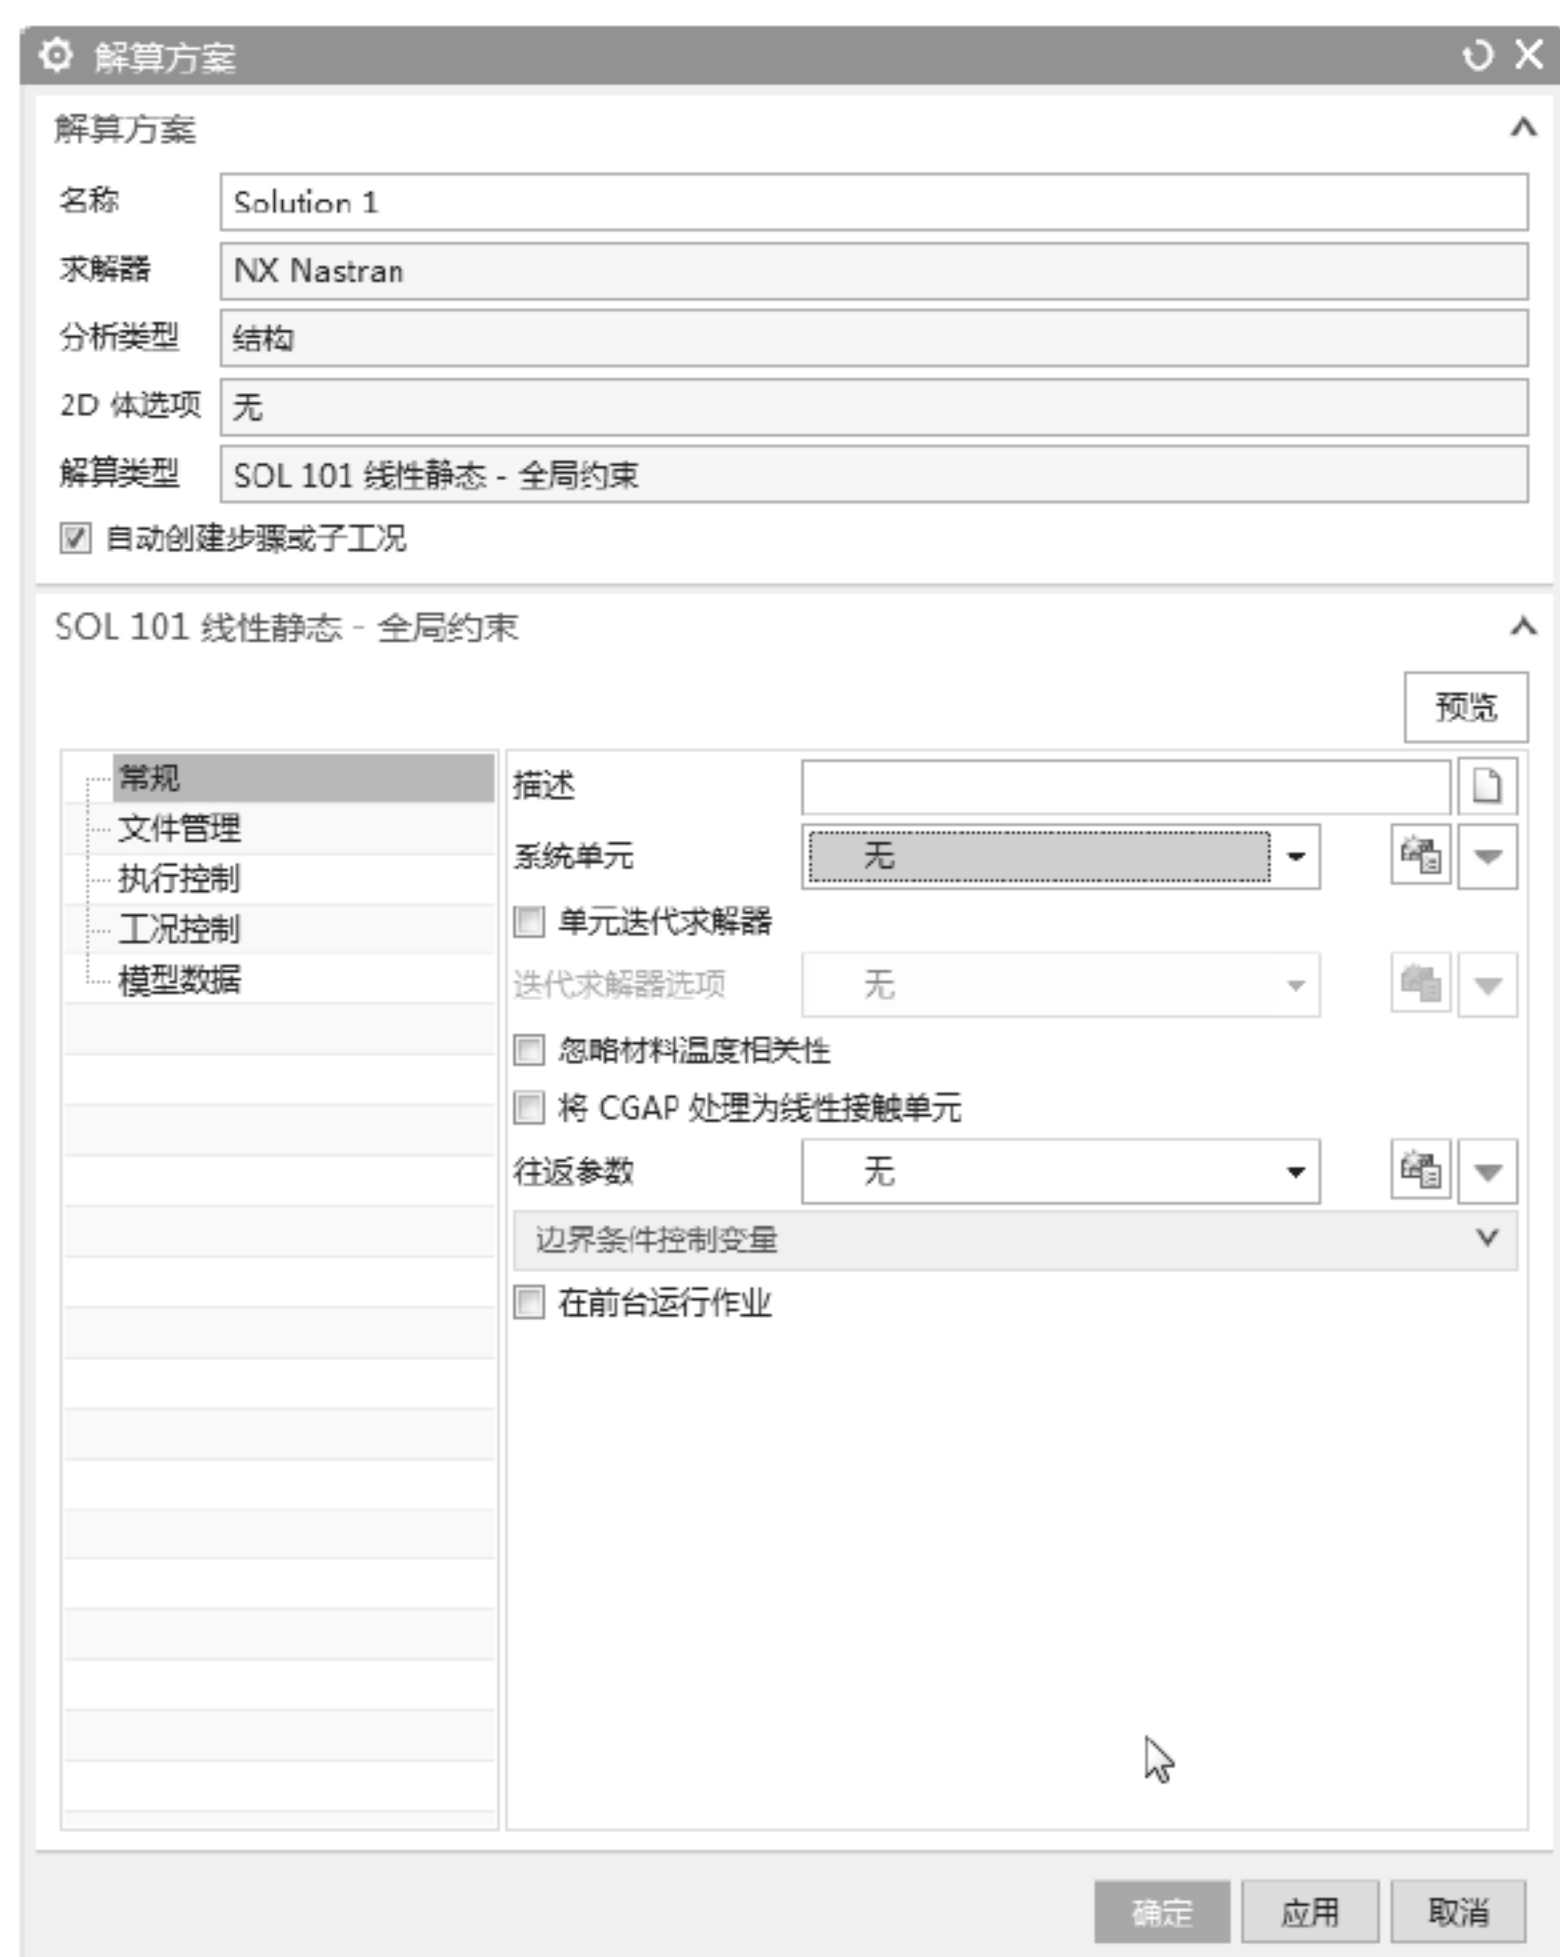 解算方案
解算方案
名称 Solution 1
求解器 NX Nastran
分析类型 结构
2D 体选项 无
解算类型 SOL 101 线性静态 - 全局约束
自动创建步骤或子工况
SOL 101 线性静态 - 全局约束
预览
常规
文件管理
执行控制
工况控制
模型数据
描述
系统单元 无
单元迭代求解器
迭代求解器选项 无
忽略材料温度相关性
将 CGAP 处理为线性接触单元
往返参数 无
边界条件控制变量
在前台运行作业
确定 应用 取消